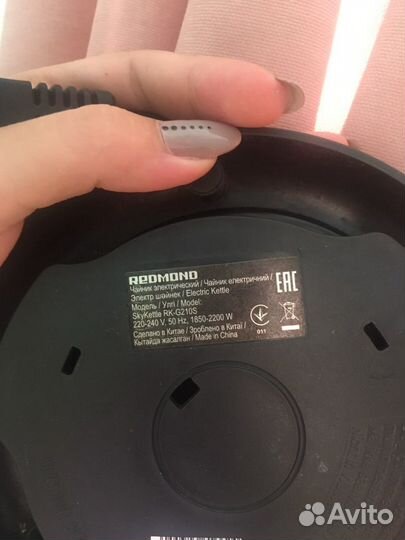 REDMOND
Чайник электрический / Чайник електричний /
Электр шәйнек / Electric Kettle
Модель / Үлгі / Model:
SkyKettle RK-G210S
220-240 V, 50 Hz, 1850-2200 W
Сделано в Китае / Зроблено в Китаї /
Қытайда жасалған / Made in China
EAC
011
Avito